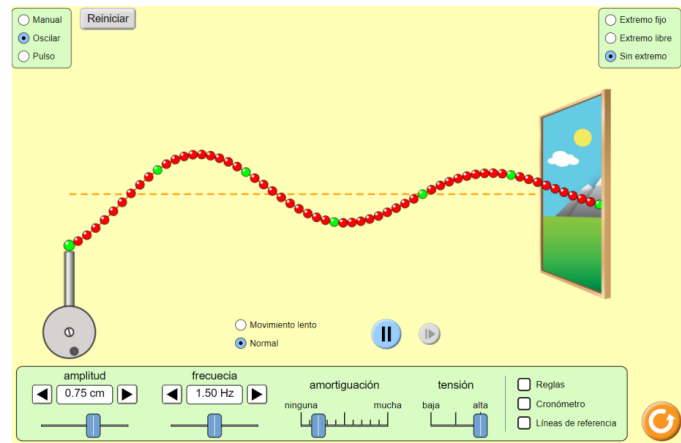 Manual
Oscilar
Pulso
Reiniciar
Extremo fijo
Extremo libre
Sin extremo
Movimiento lento
Normal
amplitud
0.75 cm
frecuecia
1.50 Hz
amortiguación
ninguna
mucha
tensión
baja
alta
Reglas
Cronómetro
Líneas de referencia